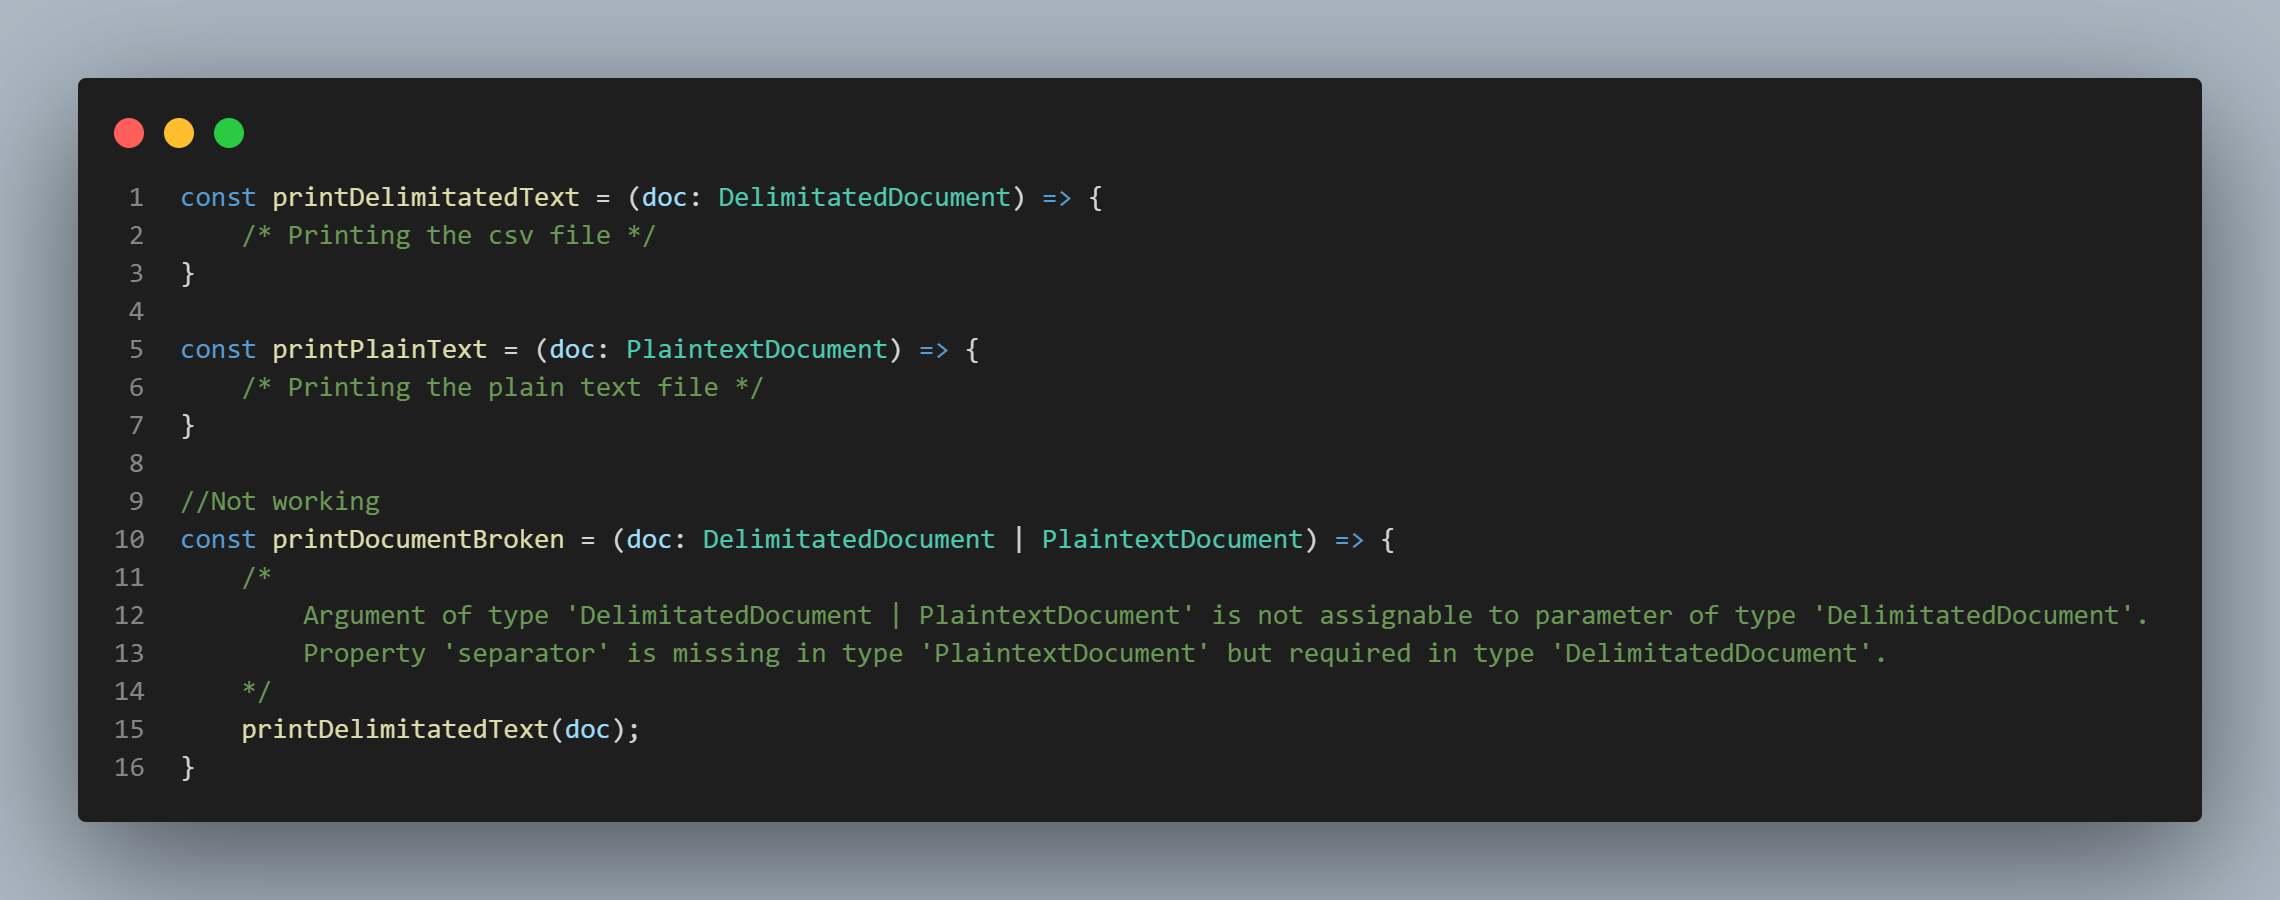 1 const printDelimitatedText = (doc: DelimitatedDocument) => {
2     /* Printing the csv file */
3 }
4
5 const printPlainText = (doc: PlaintextDocument) => {
6     /* Printing the plain text file */
7 }
8
9 //Not working
10 const printDocumentBroken = (doc: DelimitatedDocument | PlaintextDocument) => {
11     /*
12         Argument of type 'DelimitatedDocument | PlaintextDocument' is not assignable to parameter of type 'DelimitatedDocument'.
13         Property 'separator' is missing in type 'PlaintextDocument' but required in type 'DelimitatedDocument'.
14     */
15     printDelimitatedText(doc);
16 }